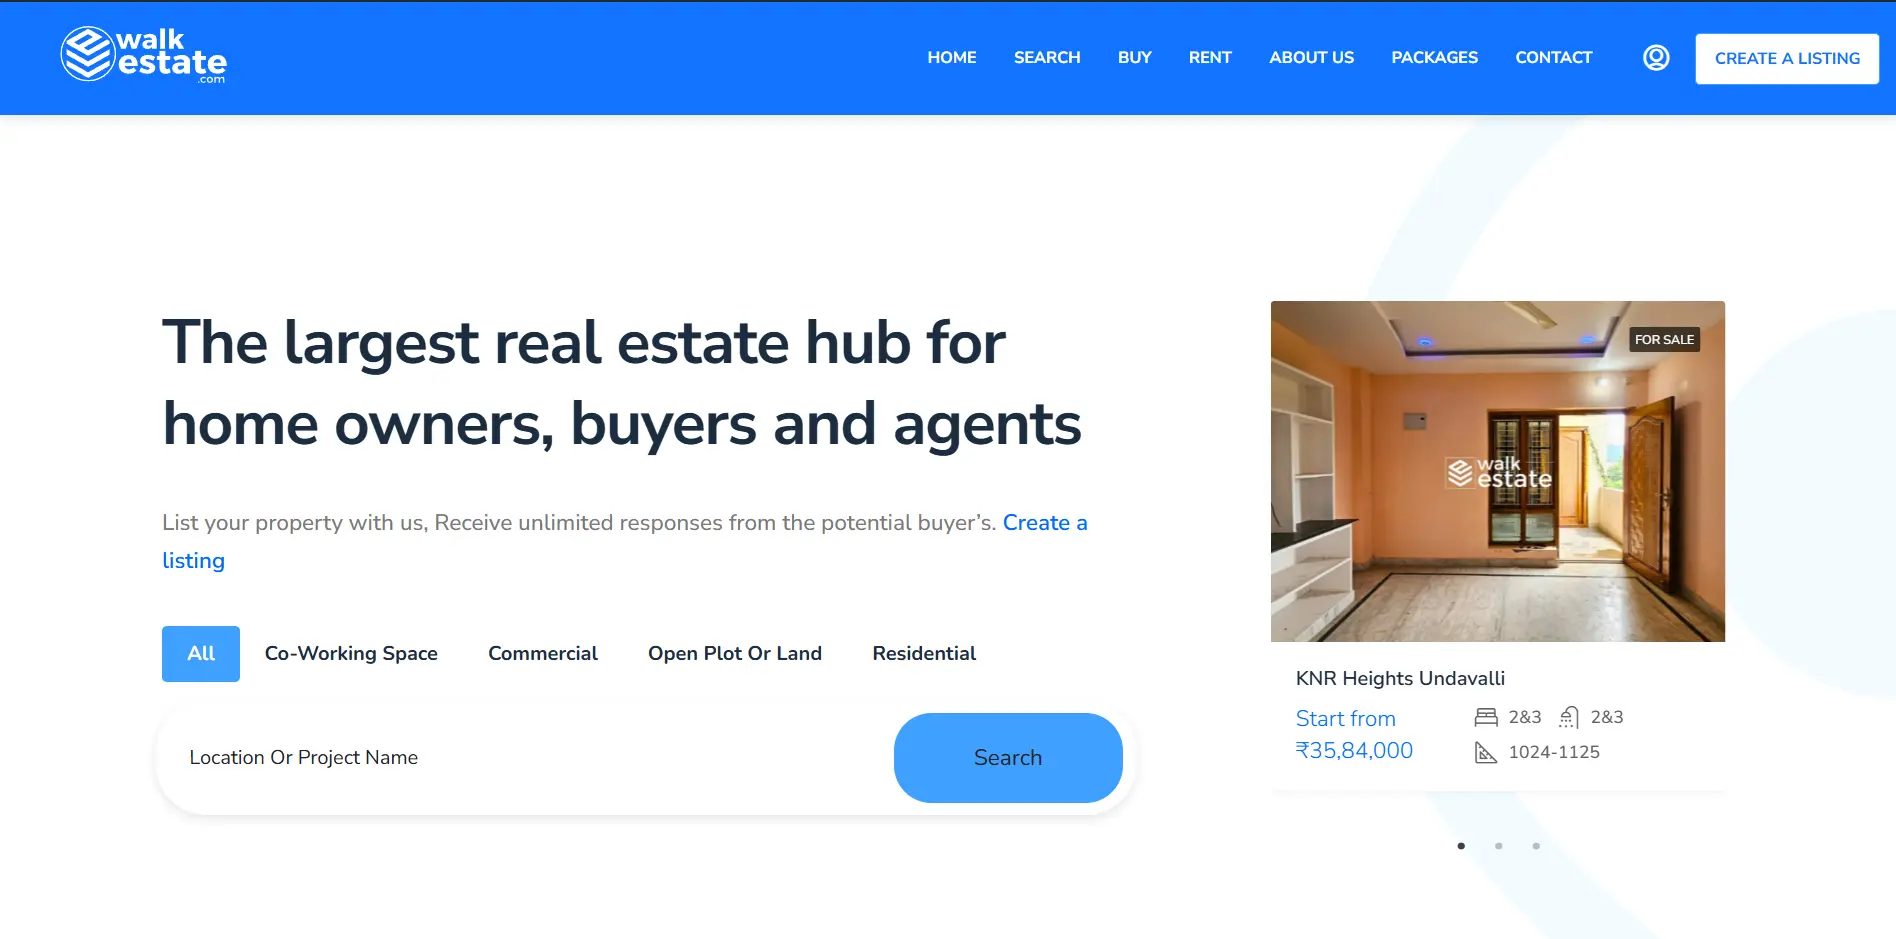 walk
estate
.com
HOME SEARCH BUY RENT ABOUT US PACKAGES CONTACT CREATE A LISTING
The largest real estate hub for
home owners, buyers and agents
List your property with us, Receive unlimited responses from the potential buyer’s. Create a
listing
All Co-Working Space Commercial Open Plot Or Land Residential
Location Or Project Name Search
FOR SALE
walk
estate
KNR Heights Undavalli
Start from 2&3 2&3
₹35,84,000 1024-1125